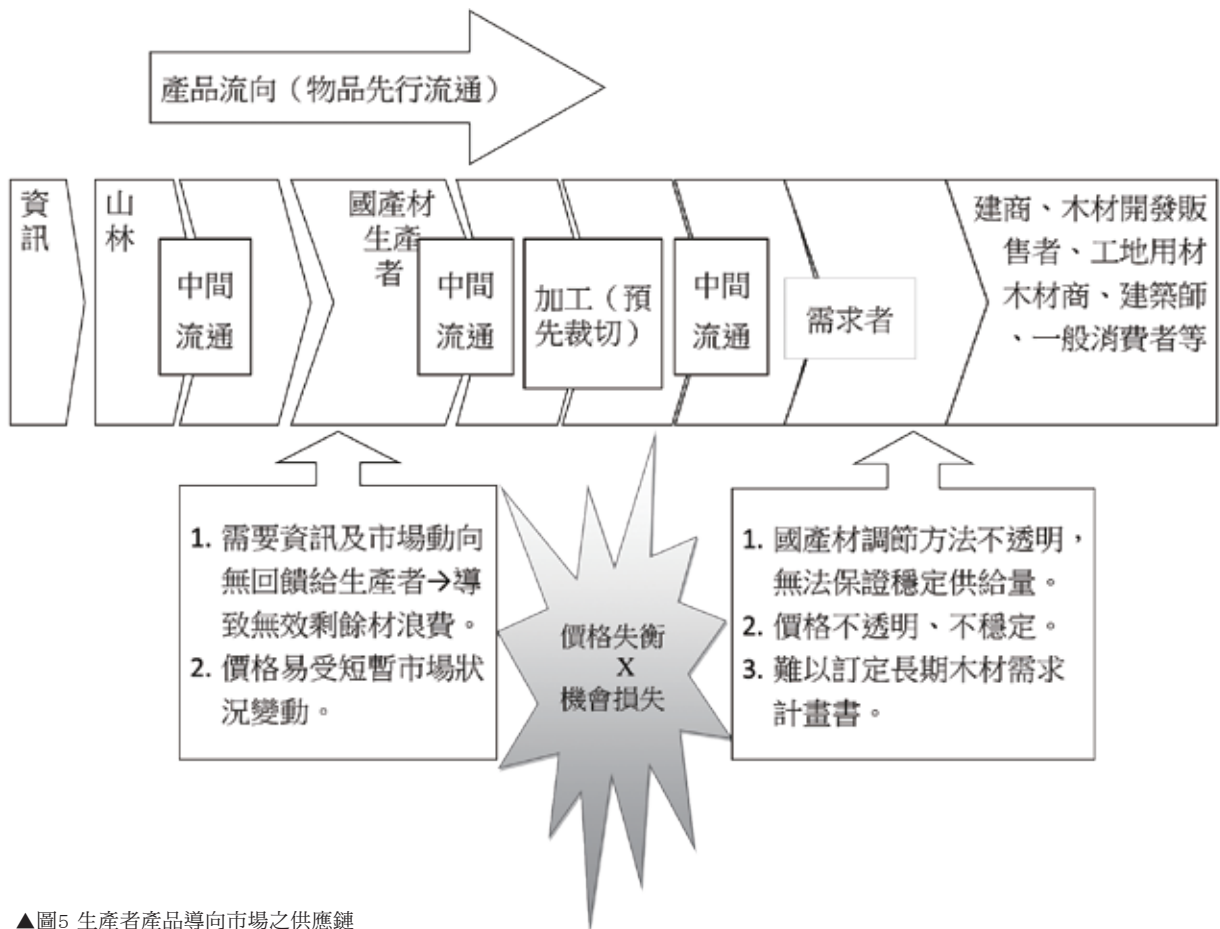 產品流向（物品先行流通）
資
訊
山
林
中間
流通
國產材
生產
者
中間
流通
加工（預
先裁切）
中間
流通
需求者
建商、木材開發販
售者、工地用材
木材商、建築師
、一般消費者等
1. 需要資訊及市場動向
無回饋給生產者→導
致無效剩餘材浪費。
2. 價格易受短暫市場狀
況變動。
價格失衡
X
機會損失
1. 國產材調節方法不透明，
無法保證穩定供給量。
2. 價格不透明、不穩定。
3. 難以訂定長期木材需求
計畫書。
▲圖5 生產者產品導向市場之供應鏈